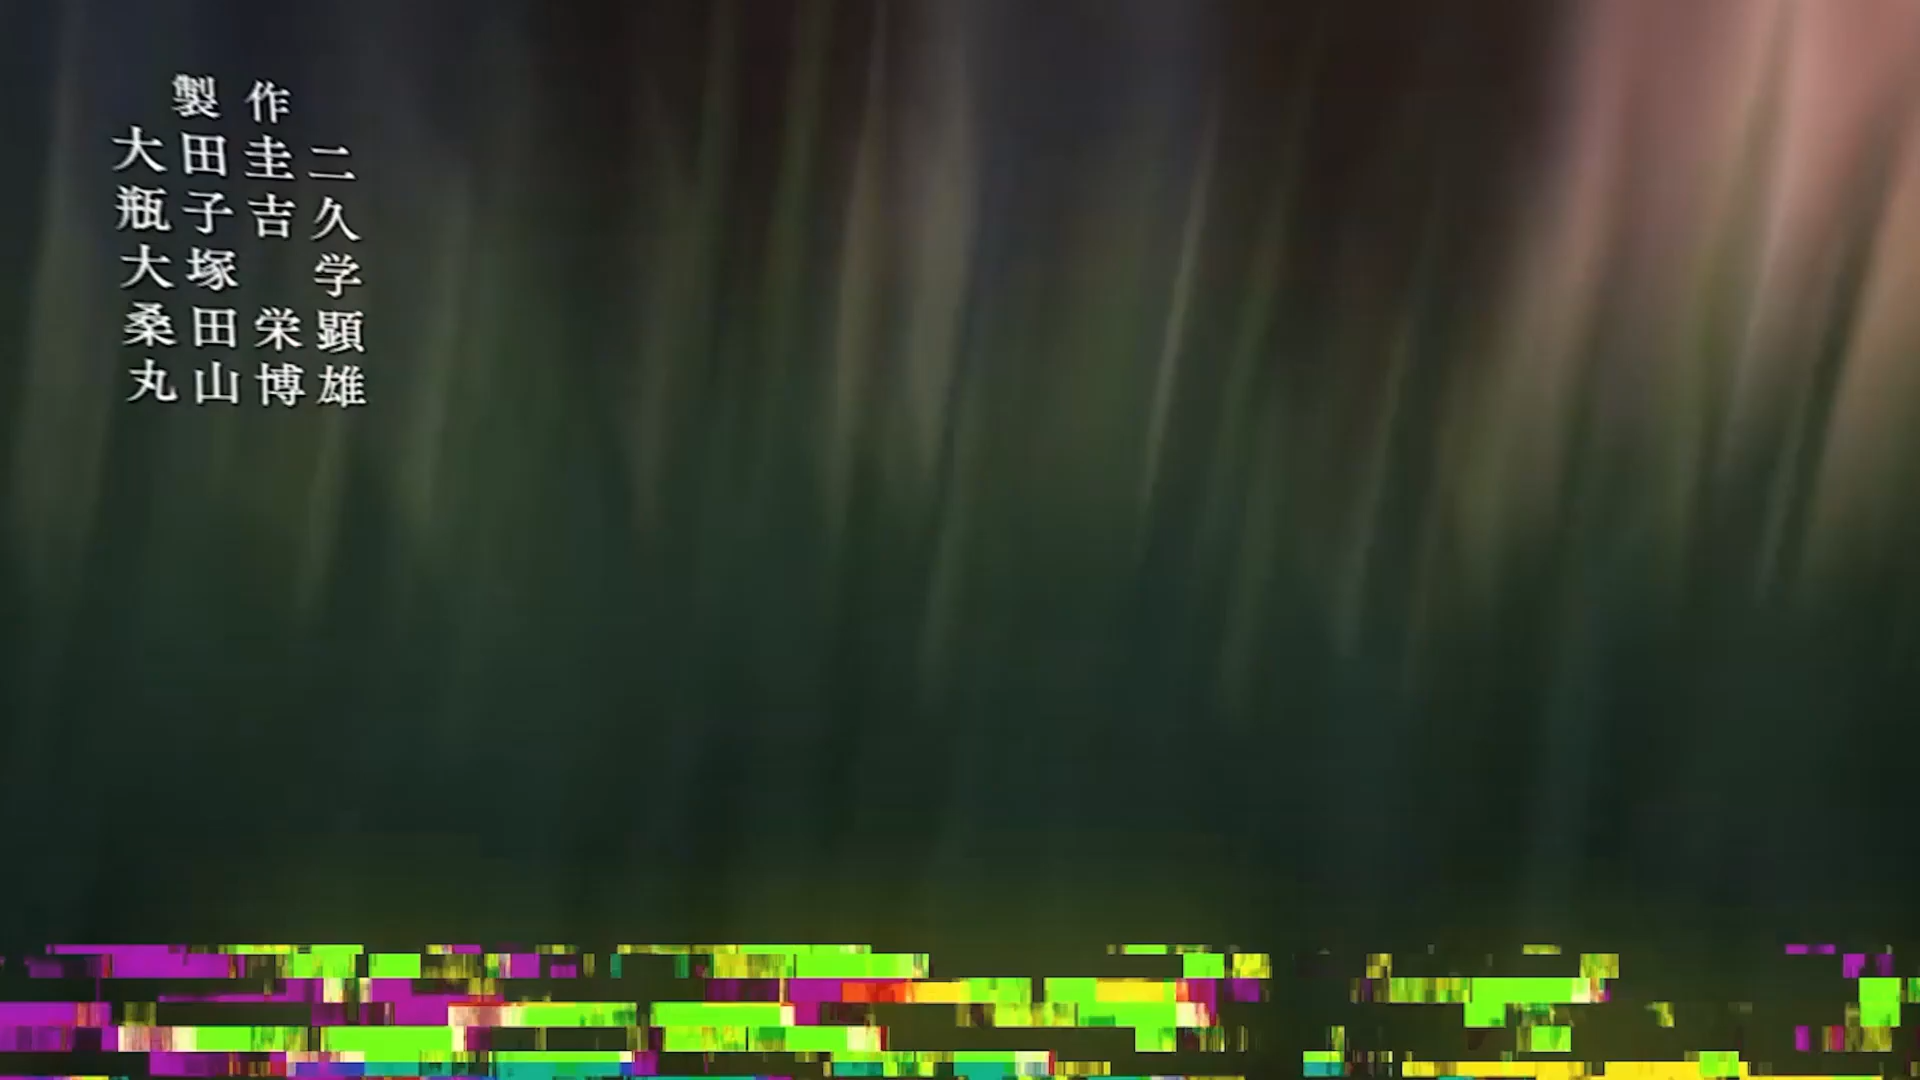 製作
大田圭二
瓶子吉久
大塚 学
桑田栄顕
丸山博雄